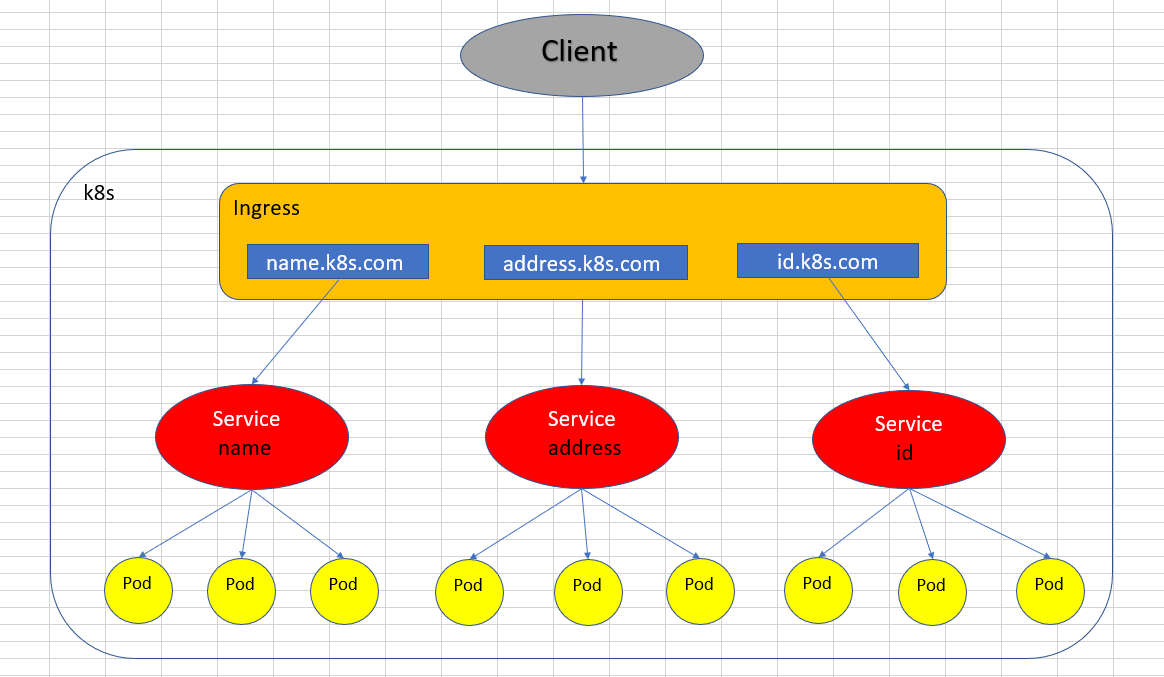 Client
k8s
Ingress
name.k8s.com
address.k8s.com
id.k8s.com
Service
name
Service
address
Service
id
Pod
Pod
Pod
Pod
Pod
Pod
Pod
Pod
Pod